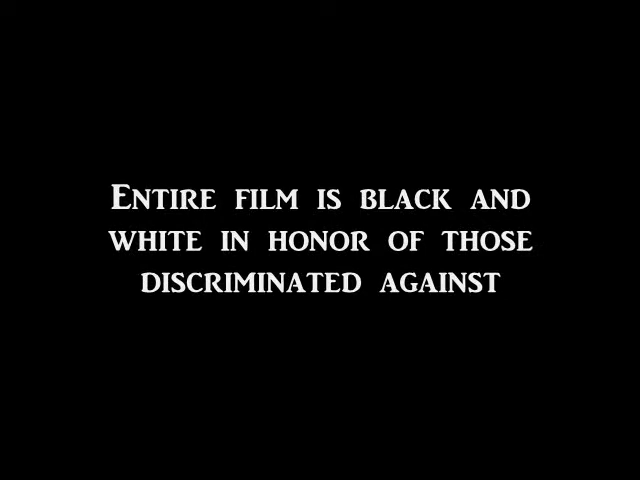 Entire film is black and
white in honor of those
discriminated against